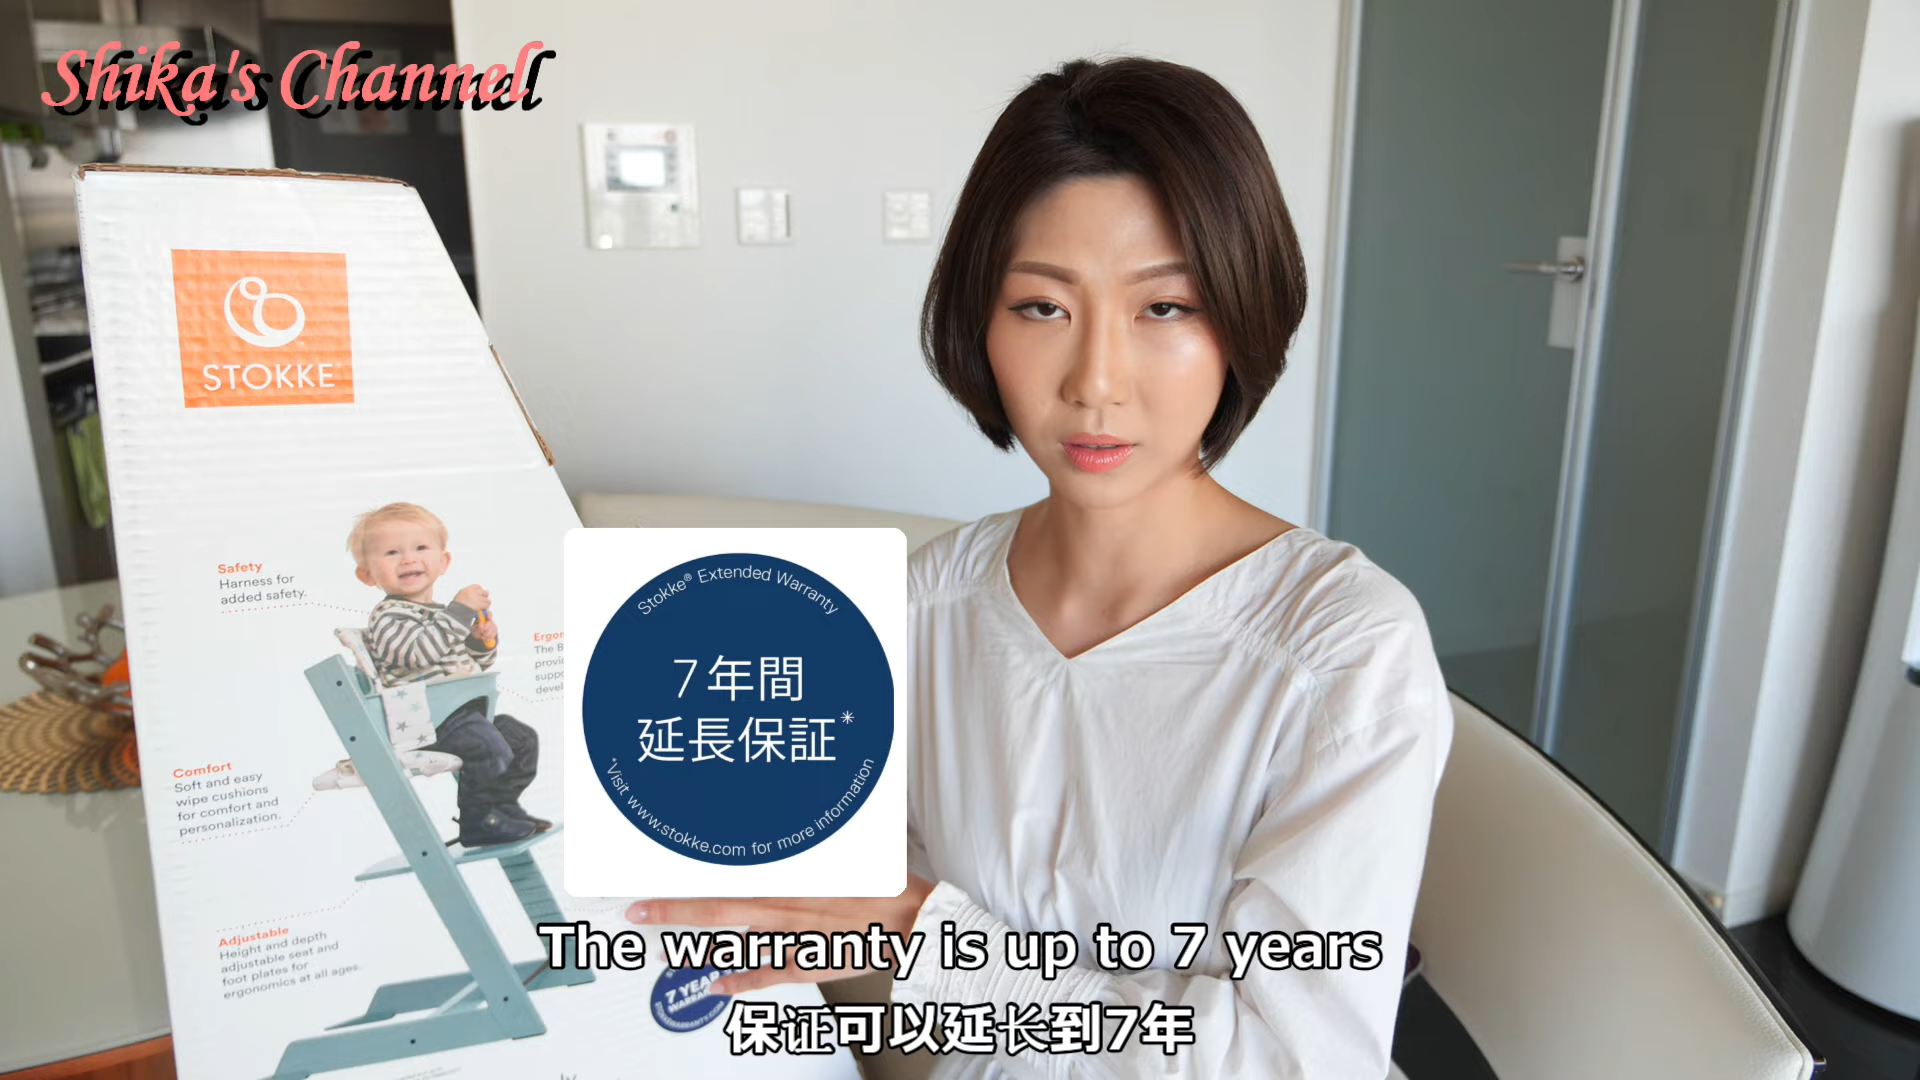 Shika's Channel
STOKKE
Safety
Harness for
added safety.
Comfort
Soft and easy
wipe cushions
for comfort and
personalization.
Adjustable
Height and depth
adjustable seat and
foot plates for
ergonomics at all ages.
The B
Stokke® Extended Warranty
7年間
延長保証*
*Visit www.stokke.com for more information
7 YEAR
The warranty is up to 7 years
保证可以延长到7年